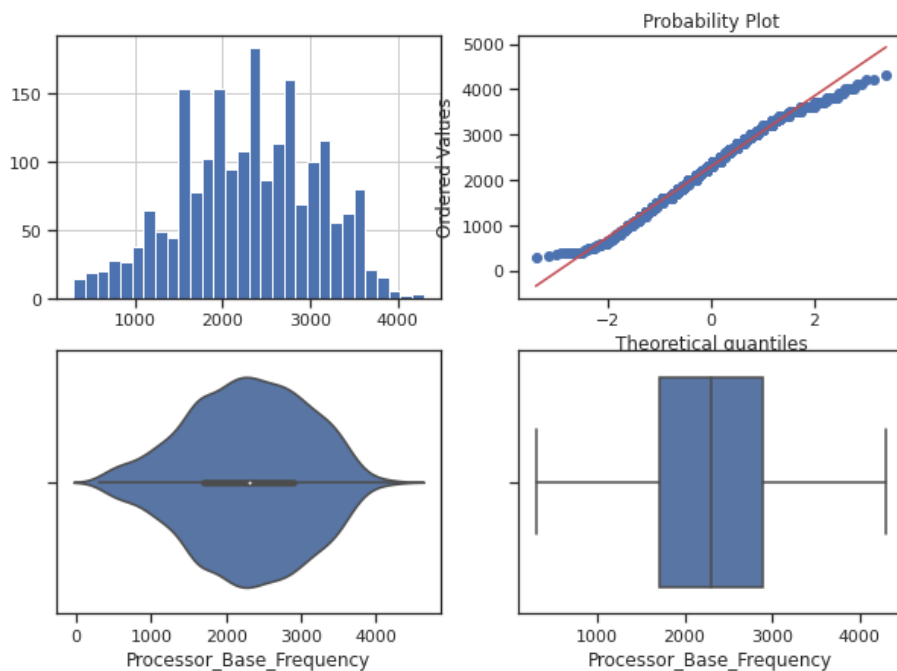 Probability Plot
150
100
50
0
1000 2000 3000 4000
Ordered Values
5000
4000
3000
2000
1000
0
−2 0 2
Theoretical quantiles
0 1000 2000 3000 4000
Processor_Base_Frequency
1000 2000 3000 4000
Processor_Base_Frequency